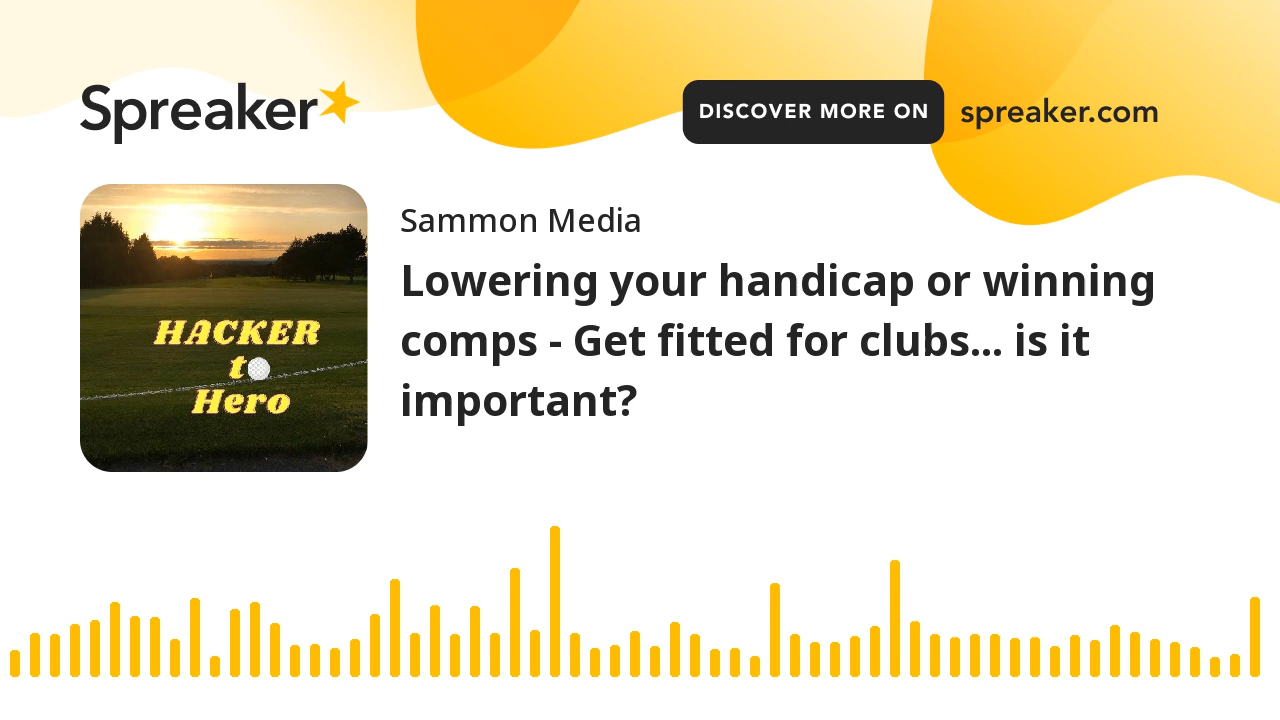 Spreaker
DISCOVER MORE ON
spreaker.com
Sammon Media
Lowering your handicap or winning
comps - Get fitted for clubs... is it
important?
HACKER
to
Hero